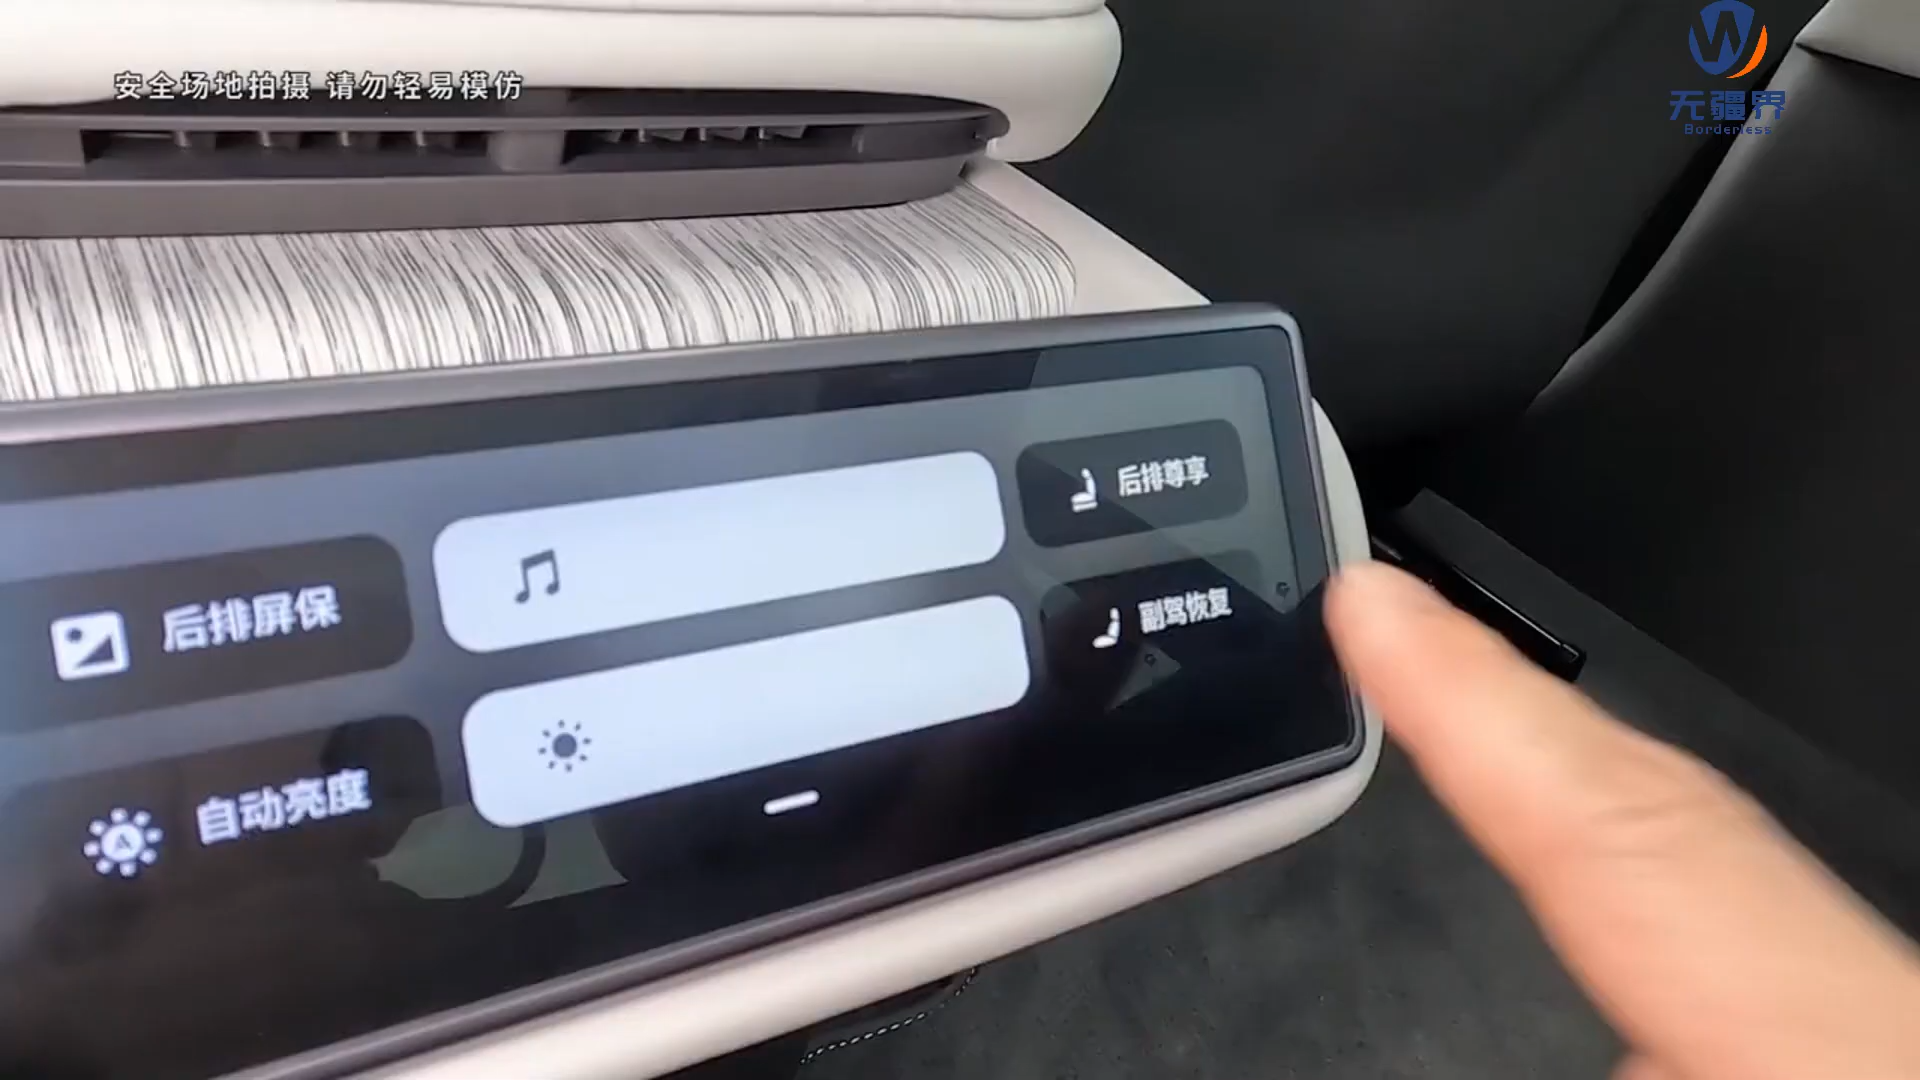 安全场地拍摄 请勿轻易模仿
无疆界
Borderless
后排尊享
后排屏保
副驾恢复
自动亮度
A